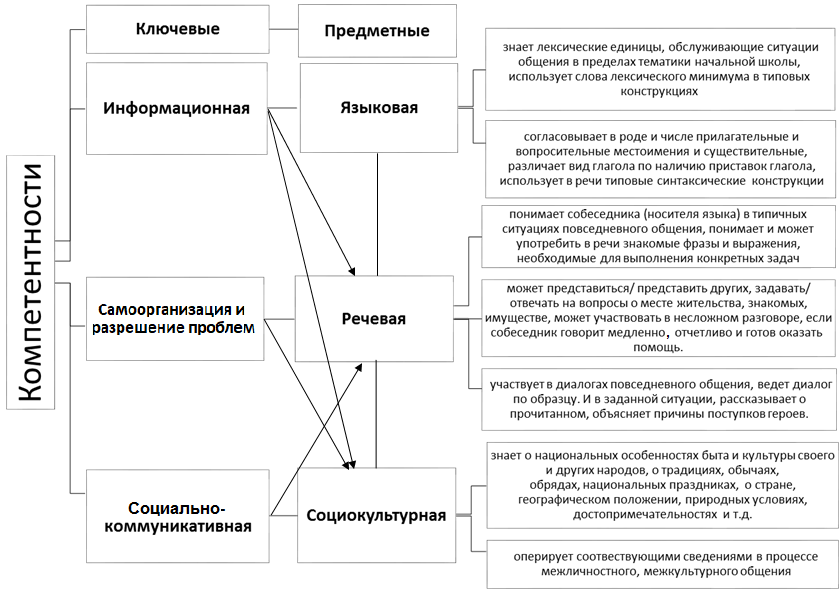 Компетентности
Ключевые
Предметные
Информационная
Языковая
знает лексические единицы, обслуживающие ситуации
общения в пределах тематики начальной школы,
использует слова лексического минимума в типовых
конструкциях
согласовывает в роде и числе прилагательные и
вопросительные местоимения и существительные,
различает вид глагола по наличию приставок глагола,
использует в речи типовые синтаксические конструкции
Самоорганизация и
разрешение проблем
Речевая
понимает собеседника (носителя языка) в типичных
ситуациях повседневного общения, понимает и может
употребить в речи знакомые фразы и выражения,
необходимые для выполнения конкретных задач
может представиться/ представить других, задавать/
отвечать на вопросы о месте жительства, знакомых,
имуществе, может участвовать в несложном разговоре, если
собеседник говорит медленно, отчетливо и готов оказать
помощь.
участвует в диалогах повседневного общения, ведет диалог
по образцу. И в заданной ситуации, рассказывает о
прочитанном, объясняет причины поступков героев.
Социально-
коммуникативная
Социокультурная
знает о национальных особенностях быта и культуры своего
и других народов, о традициях, обычаях,
обрядах, национальных праздниках, о стране,
географическом положении, природных условиях,
достопримечательностях и т.д.
оперирует соотвествующими сведениями в процессе
межличностного, межкультурного общения